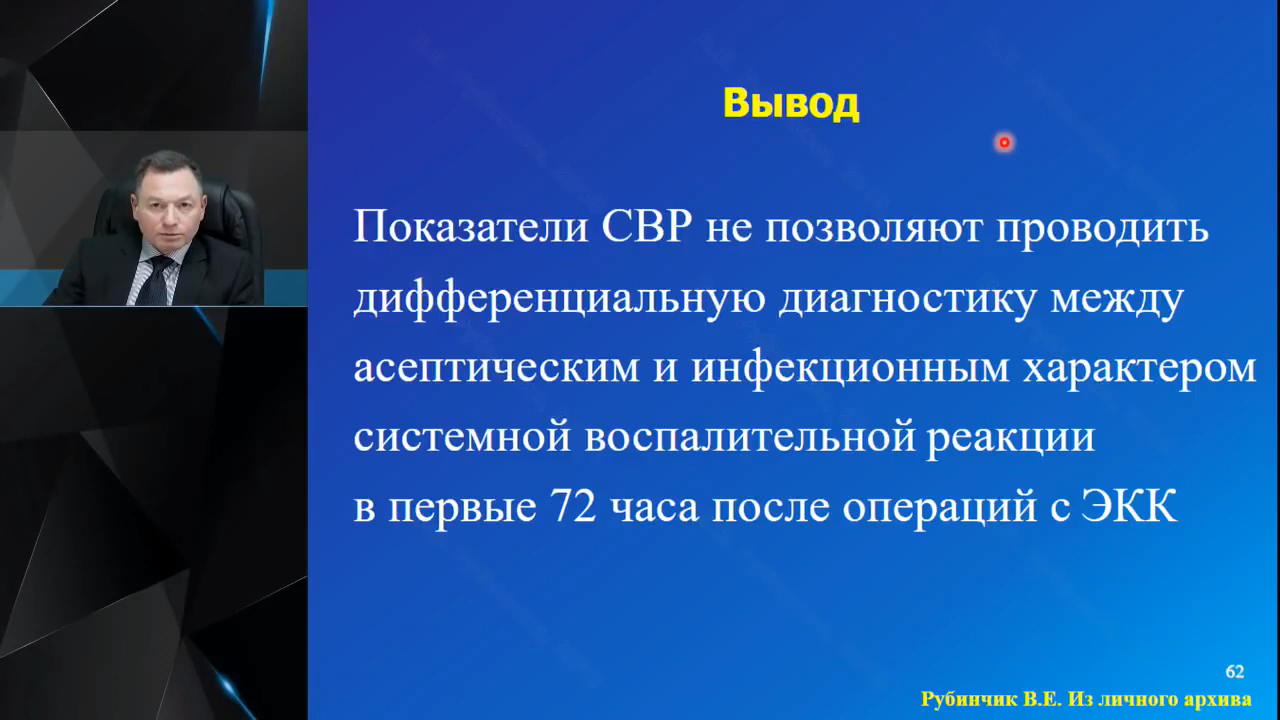 Вывод
Показатели СВР не позволяют проводить
дифференциальную диагностику между
асептическим и инфекционным характером
системной воспалительной реакции
в первые 72 часа после операций с ЭКК
62
Рубинчик В.Е. Из личного архива